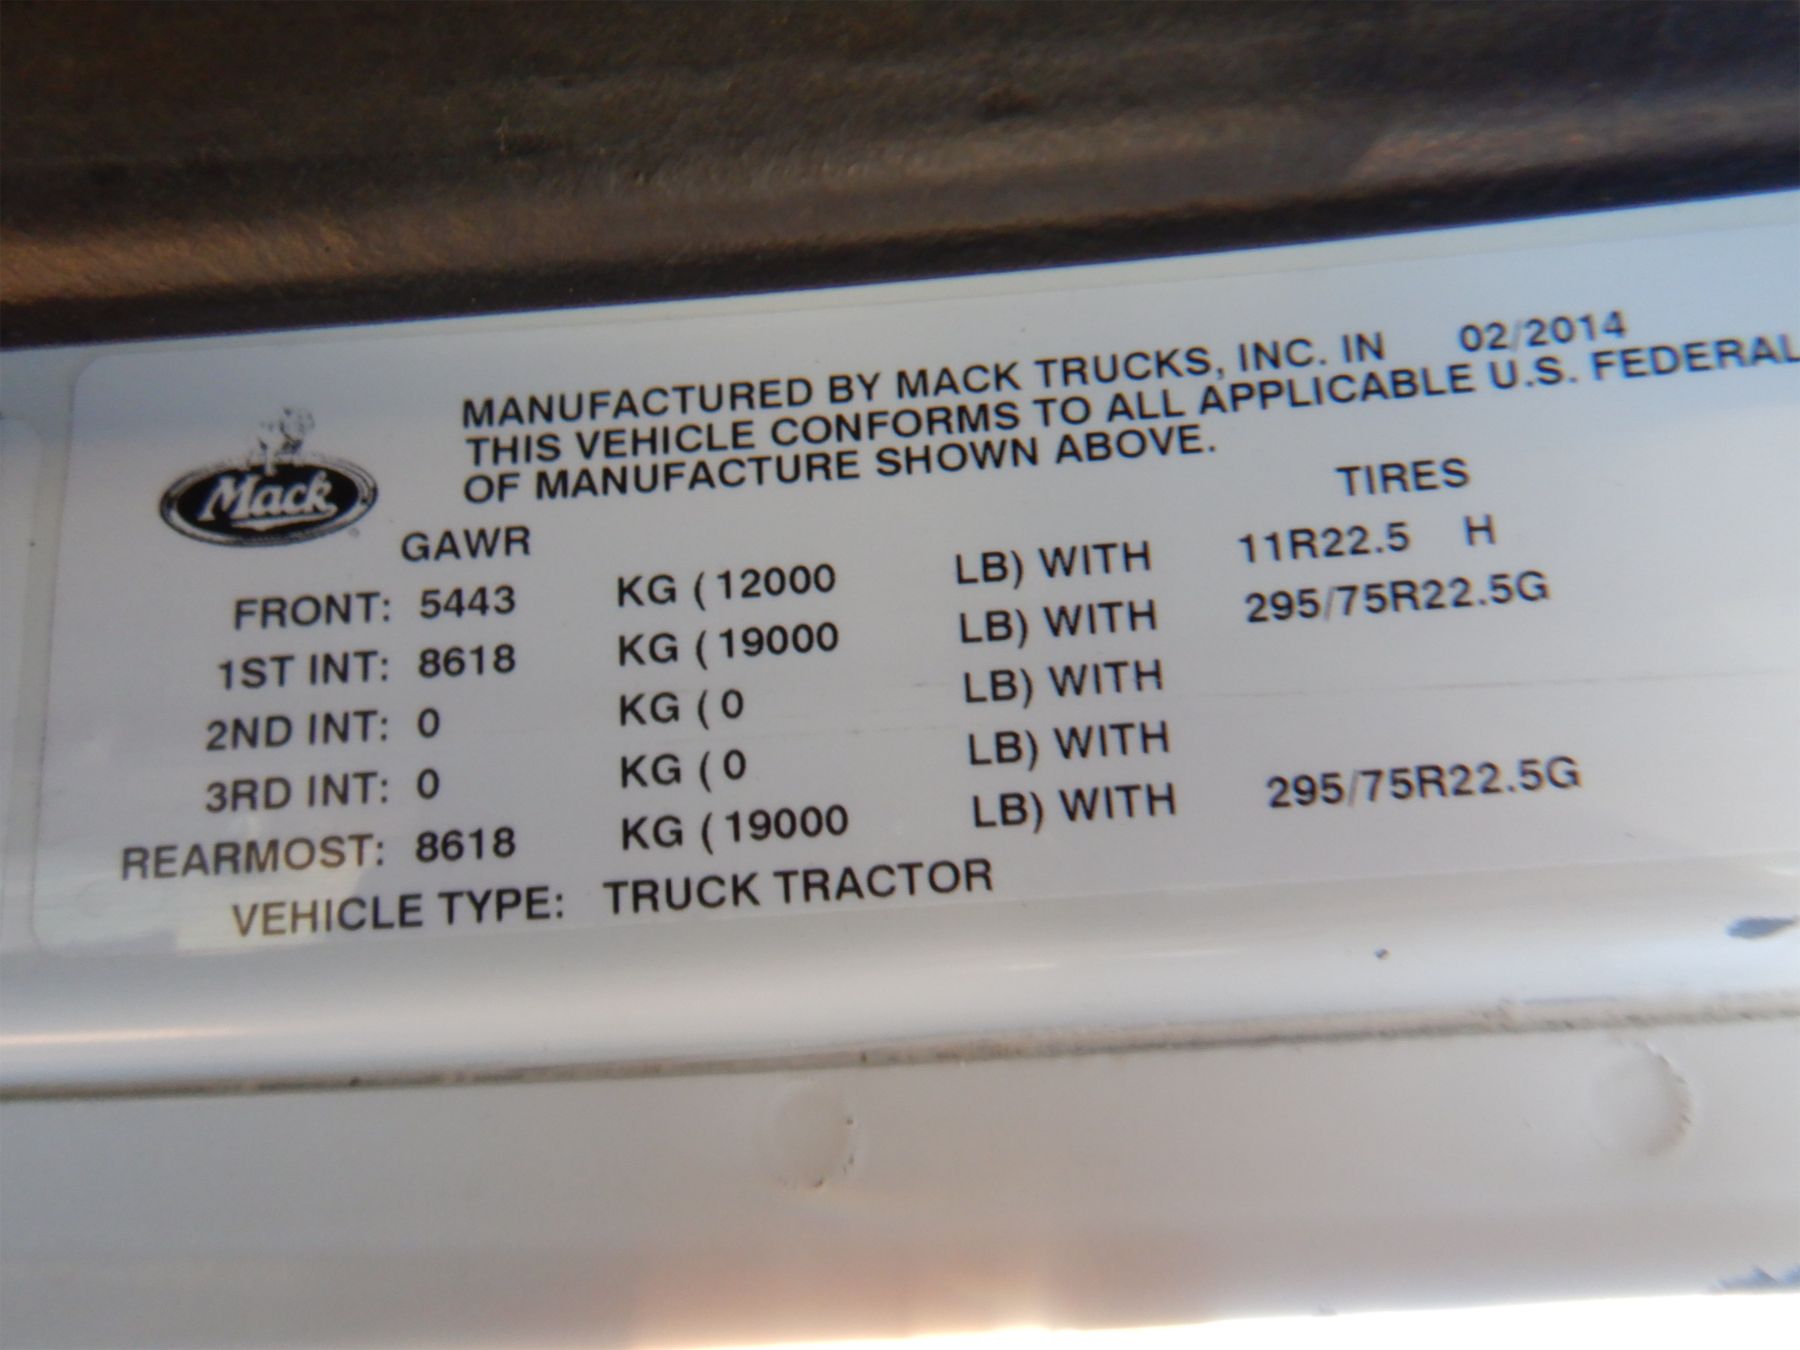 MANUFACTURED BY MACK TRUCKS, INC. IN 02/2014
THIS VEHICLE CONFORMS TO ALL APPLICABLE U.S. FEDERAL
OF MANUFACTURE SHOWN ABOVE.
Mack
GAWR TIRES
FRONT: 5443 KG (12000 LB) WITH 11R22.5 H
1ST INT: 8618 KG (19000 LB) WITH 295/75R22.5G
2ND INT: 0 KG (0 LB) WITH
3RD INT: 0 KG (0 LB) WITH
REARMOST: 8618 KG (19000 LB) WITH 295/75R22.5G
VEHICLE TYPE: TRUCK TRACTOR